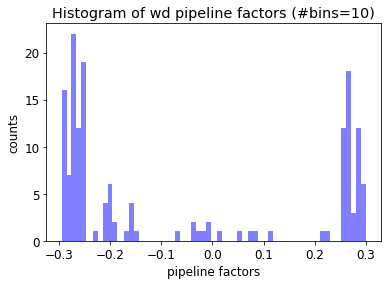 Histogram of wd pipeline factors (#bins=10)
counts
20
15
10
5
0
−0.3 −0.2 −0.1 0.0 0.1 0.2 0.3
pipeline factors